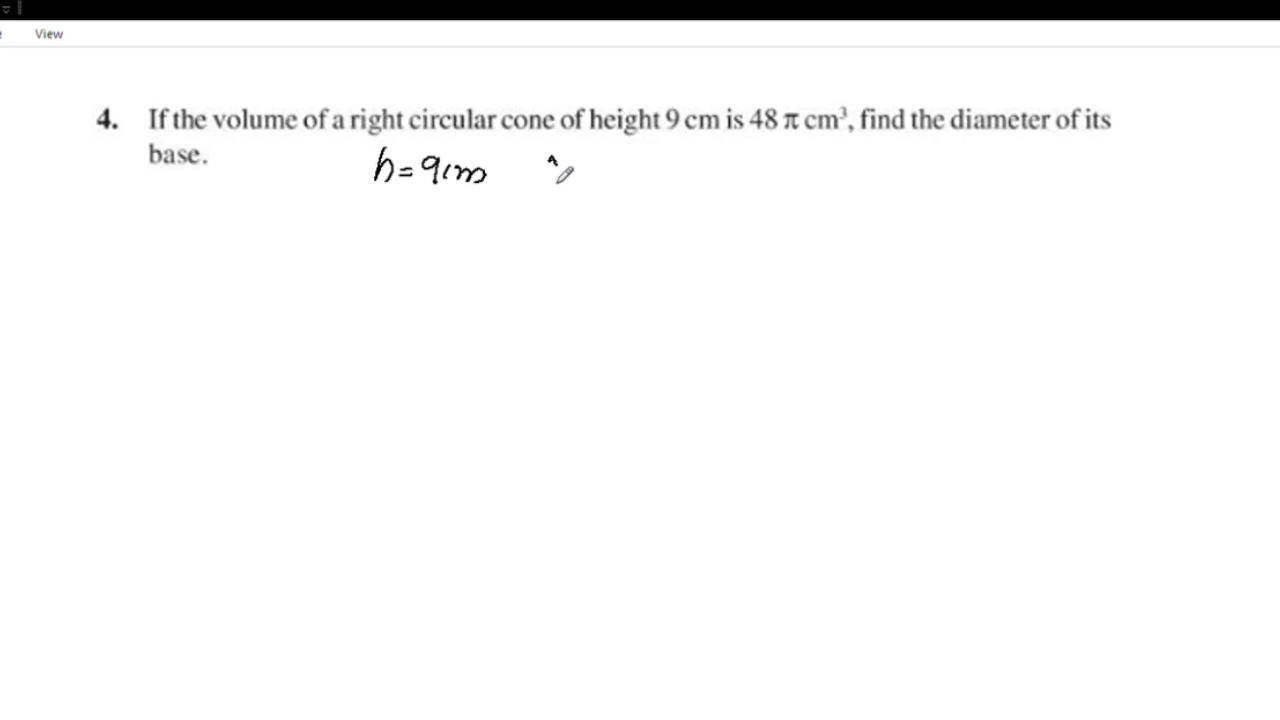 View
4. If the volume of a right circular cone of height 9 cm is 48 π cm³, find the diameter of its
base.
h=9cm